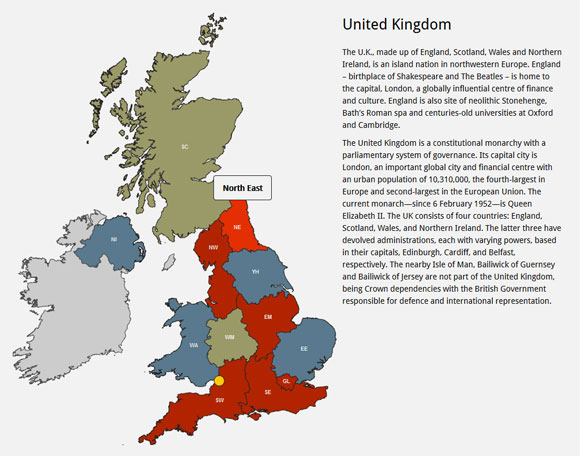 United Kingdom
The U.K., made up of England, Scotland, Wales and Northern
Ireland, is an island nation in northwestern Europe. England
– birthplace of Shakespeare and The Beatles – is home to
the capital, London, a globally influential centre of finance
and culture. England is also site of neolithic Stonehenge,
Bath's Roman spa and centuries-old universities at Oxford
and Cambridge.
The United Kingdom is a constitutional monarchy with a
parliamentary system of governance. Its capital city is
London, an important global city and financial centre with
an urban population of 10,310,000, the fourth-largest in
Europe and second-largest in the European Union. The
current monarch—since 6 February 1952—is Queen
Elizabeth II. The UK consists of four countries: England,
Scotland, Wales, and Northern Ireland. The latter three have
devolved administrations, each with varying powers, based
in their capitals, Edinburgh, Cardiff, and Belfast,
respectively. The nearby Isle of Man, Bailiwick of Guernsey
and Bailiwick of Jersey are not part of the United Kingdom,
being Crown dependencies with the British Government
responsible for defence and international representation.
SC
North East
NE
NI
NW
YH
EM
WM
WA
EE
GL
SE
SW